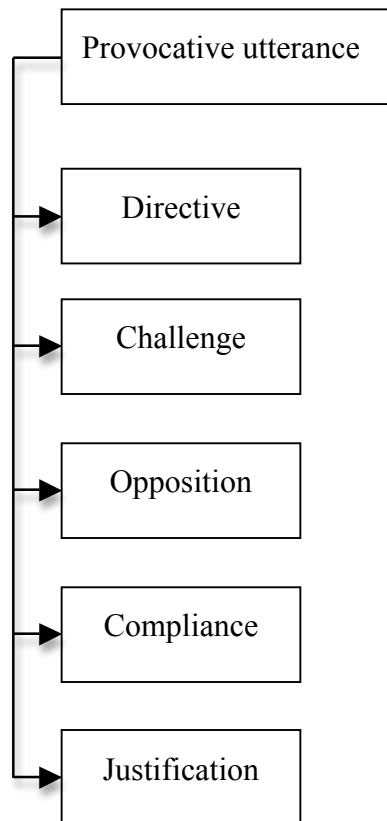 Provocative utterance
Directive
Challenge
Opposition
Compliance
Justification